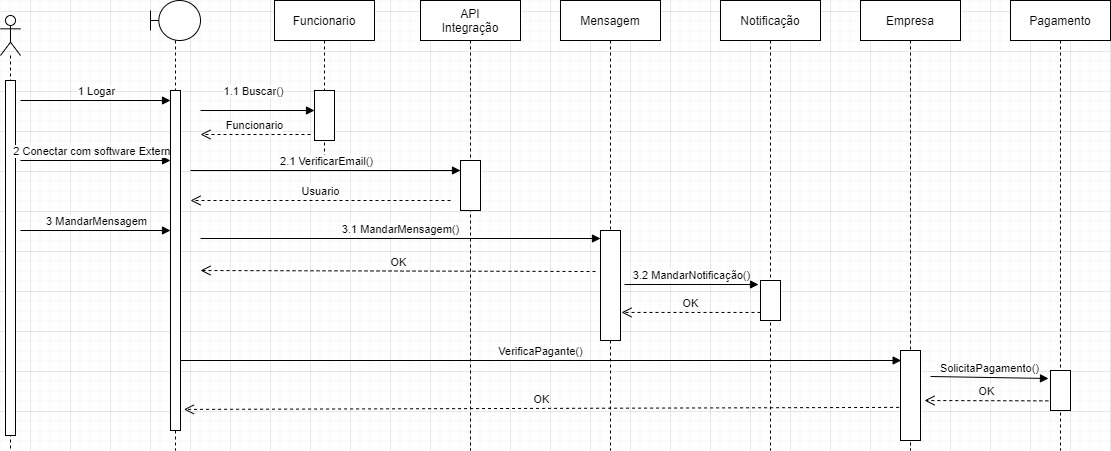 Funcionario
API
Integração
Mensagem
Notificação
Empresa
Pagamento
1 Logar
1.1 Buscar()
Funcionario
2 Conectar com software Extern
2.1 VerificarEmail()
Usuario
3 MandarMensagem
3.1 MandarMensagem()
OK
3.2 MandarNotificação()
OK
VerificaPagante()
SolicitaPagamento()
OK
OK